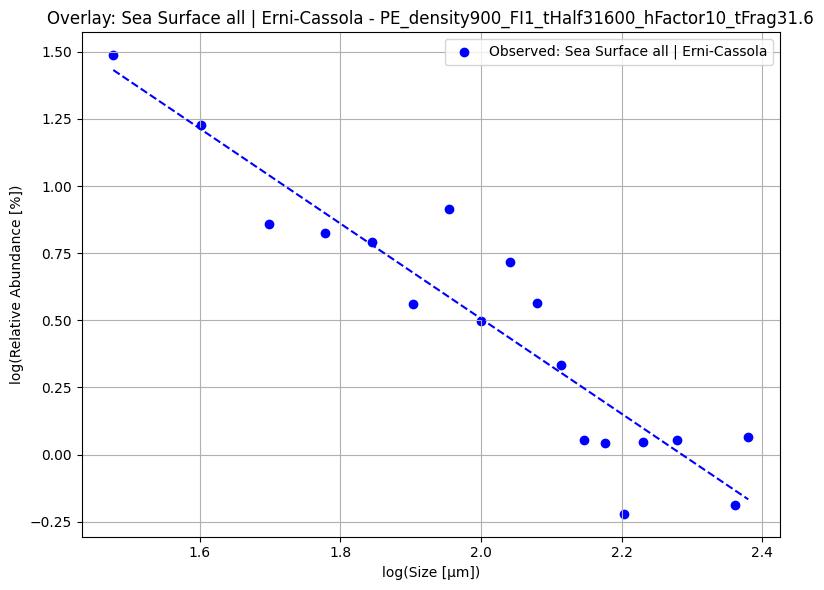 Overlay: Sea Surface all | Erni-Cassola - PE_density900_FI1_tHalf31600_hFactor10_tFrag31.6
Observed: Sea Surface all | Erni-Cassola
log(Relative Abundance [%])
1.50
1.25
1.00
0.75
0.50
0.25
0.00
−0.25
1.6 1.8 2.0 2.2 2.4
log(Size [μm])